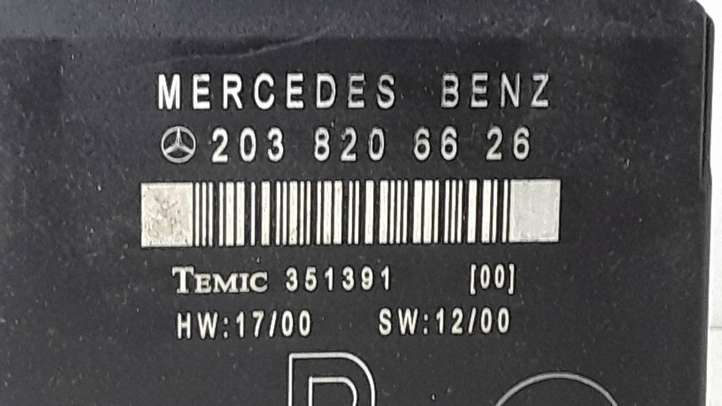 MERCEDES BENZ
203 820 66 26
TEMIC 351391 [00]
HW:17/00 SW:12/00
R